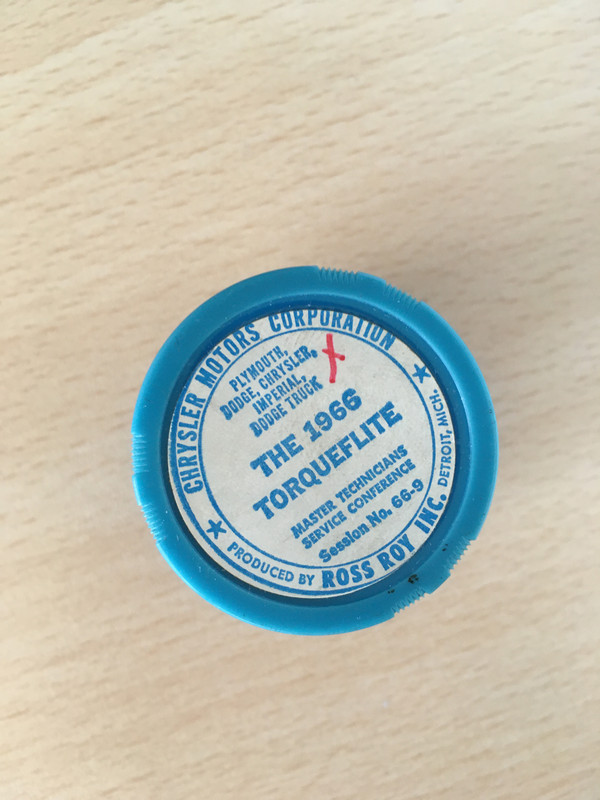 CHRYSLER MOTORS CORPORATION
PLYMOUTH,
DODGE, CHRYSLER,
IMPERIAL,
DODGE TRUCK
THE 1966
TORQUEFLITE
MASTER TECHNICIANS
SERVICE CONFERENCE
Session No. 66-9
PRODUCED BY ROSS ROY INC. DETROIT, MICH.